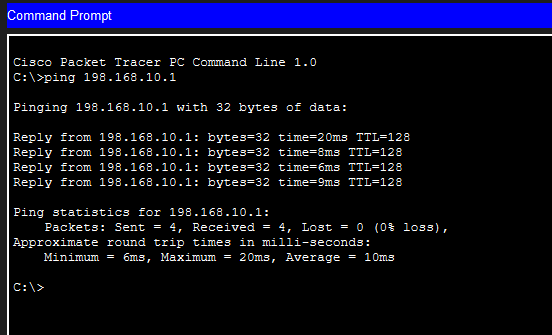 Command Prompt
Cisco Packet Tracer PC Command Line 1.0
C:\>ping 198.168.10.1
Pinging 198.168.10.1 with 32 bytes of data:
Reply from 198.168.10.1: bytes=32 time=20ms TTL=128
Reply from 198.168.10.1: bytes=32 time=8ms TTL=128
Reply from 198.168.10.1: bytes=32 time=6ms TTL=128
Reply from 198.168.10.1: bytes=32 time=9ms TTL=128
Ping statistics for 198.168.10.1:
Packets: Sent = 4, Received = 4, Lost = 0 (0% loss),
Approximate round trip times in milli-seconds:
Minimum = 6ms, Maximum = 20ms, Average = 10ms
C:\>